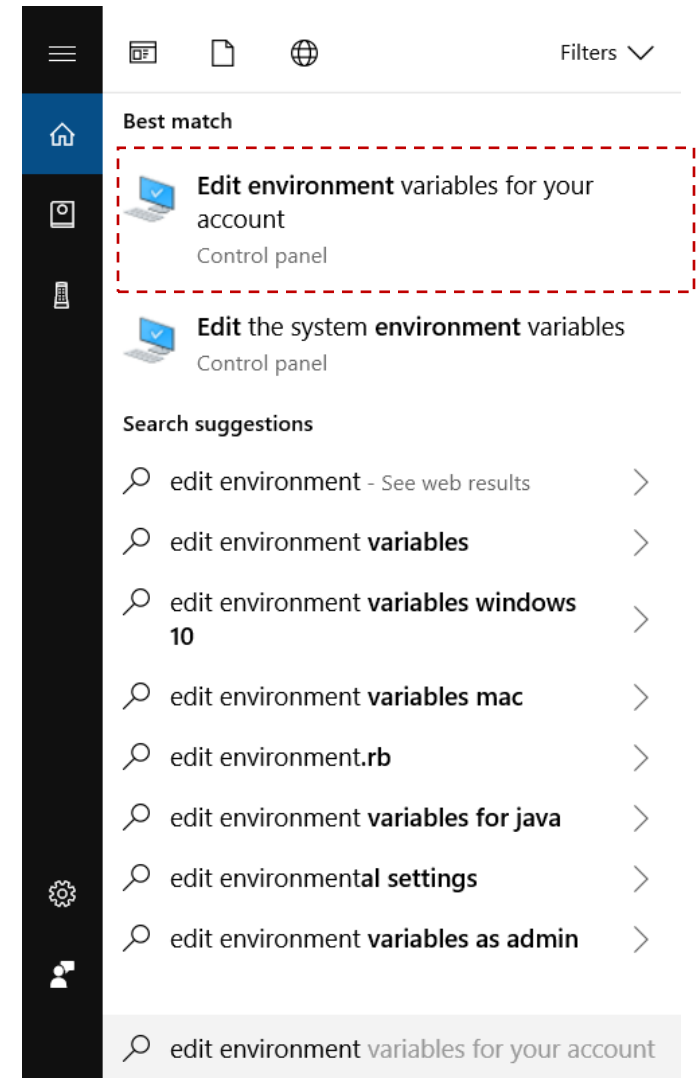 Filters
Best match
Edit environment variables for your
account
Control panel
Edit the system environment variables
Control panel
Search suggestions
edit environment - See web results
edit environment variables
edit environment variables windows
10
edit environment variables mac
edit environment.rb
edit environment variables for java
edit environmental settings
edit environment variables as admin
edit environment variables for your account